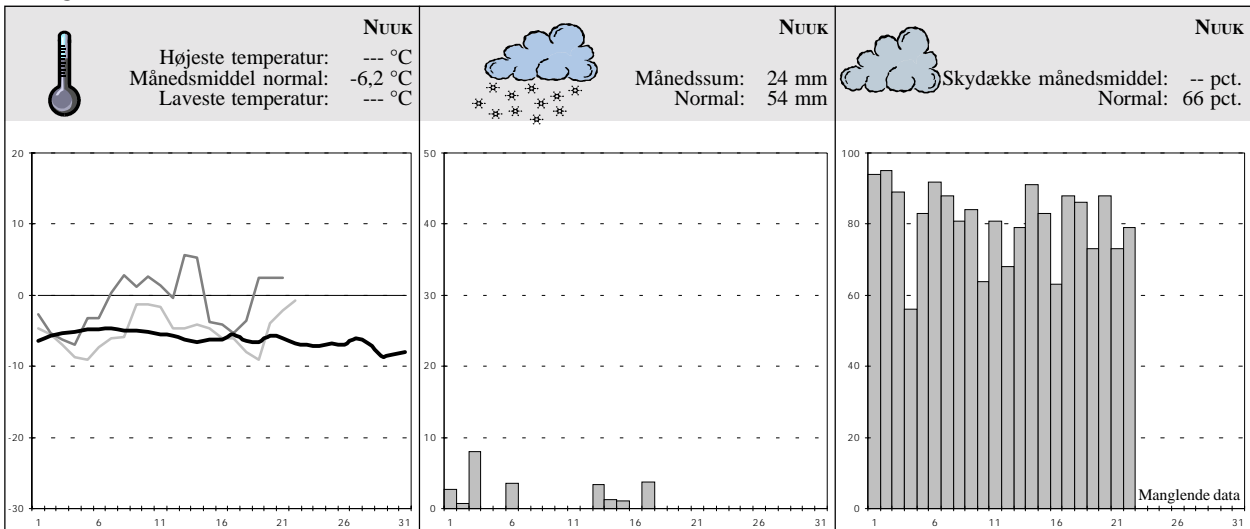 NUUK
Højeste temperatur: --- °C
Månedsmiddel normal: -6,2 °C
Laveste temperatur: --- °C
20
10
0
-10
-20
-30
1 6 11 16 21 26 31
NUUK
Månedssum: 24 mm
Normal: 54 mm
50
40
30
20
10
0
1 6 11 16 21 26 31
NUUK
Skydække månedsmiddel: -- pct.
Normal: 66 pct.
100
80
60
40
20
0
Manglende data
1 6 11 16 21 26 31